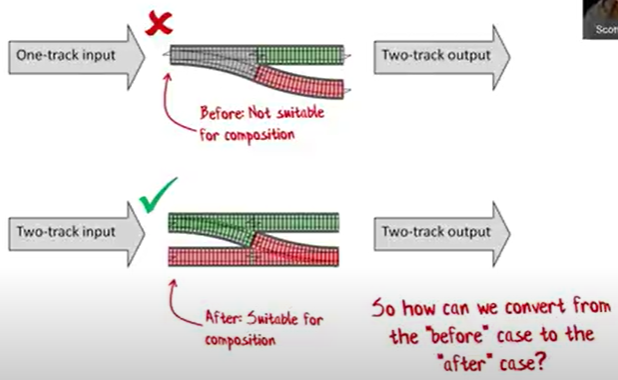 Scott
One-track input
Two-track output
Before: Not suitable
for composition
Two-track input
Two-track output
After: Suitable for
composition
So how can we convert from
the "before" case to the
"after" case?